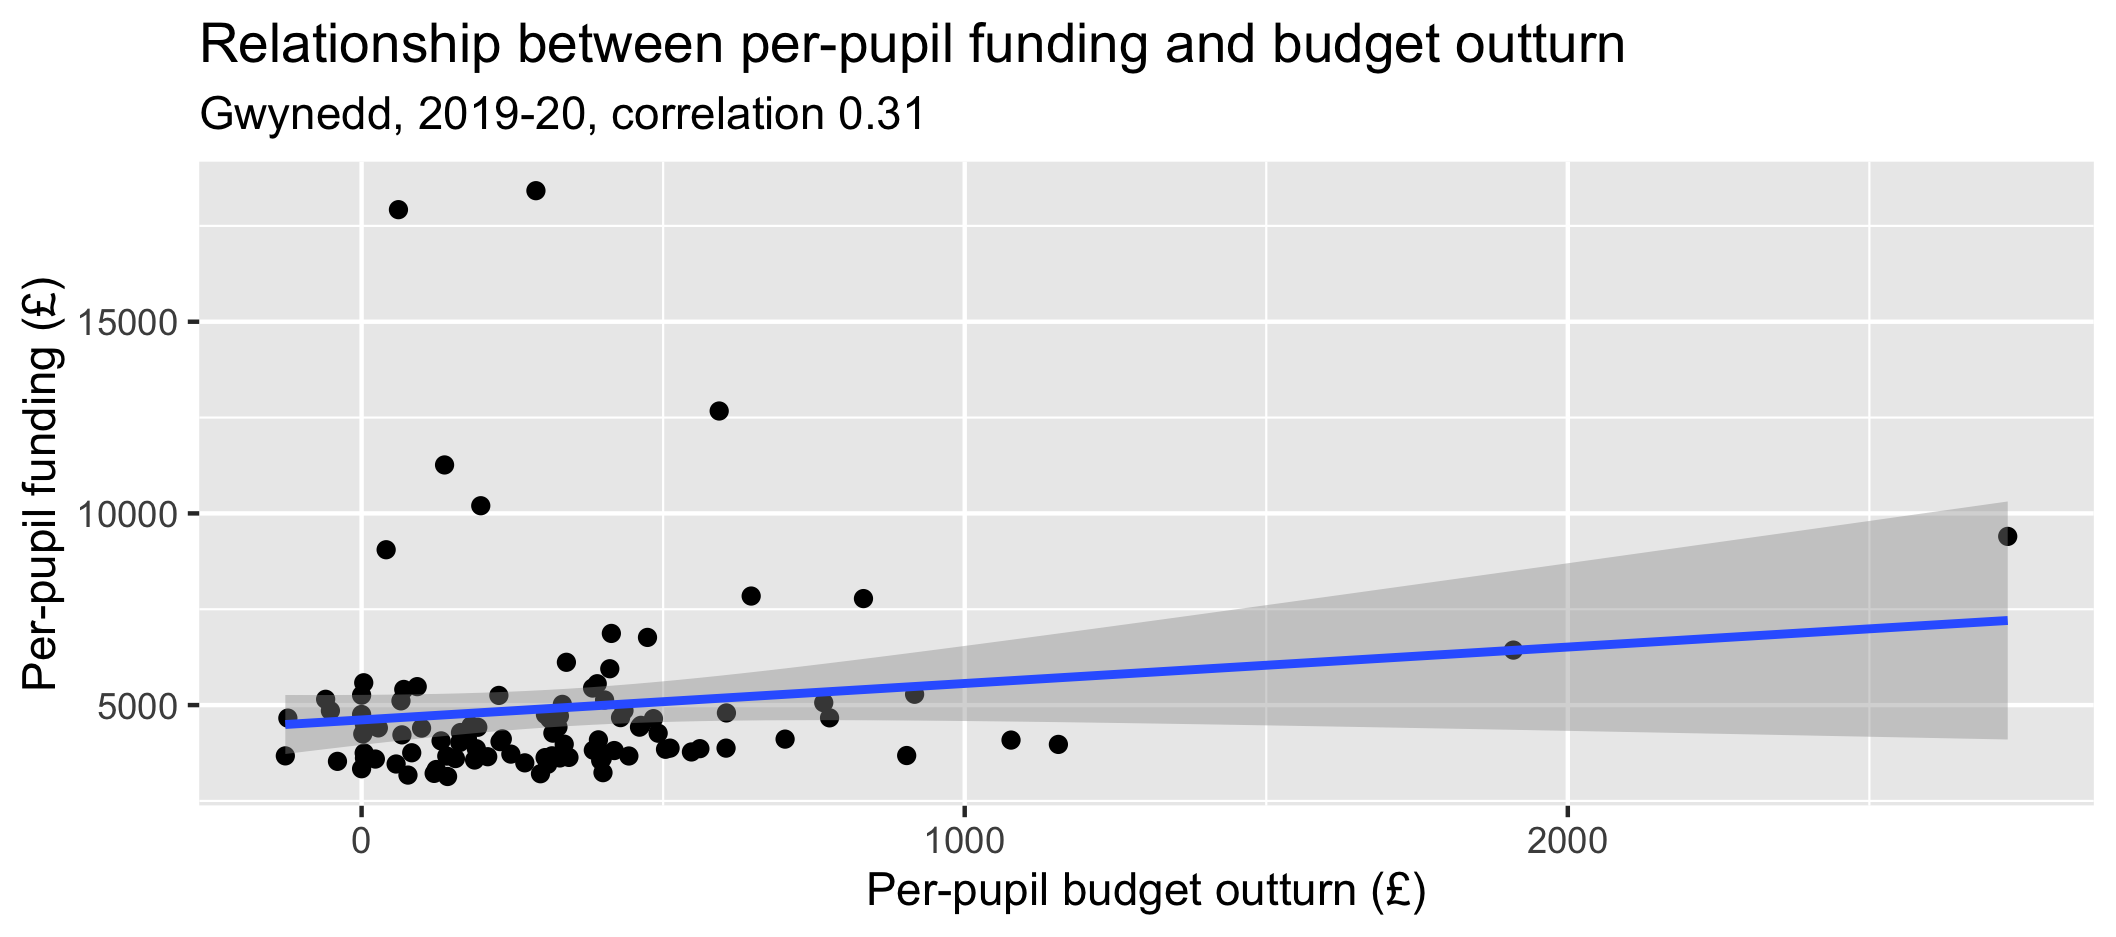 Relationship between per-pupil funding and budget outturn
Gwynedd, 2019-20, correlation 0.31
Per-pupil funding (£)
15000
10000
5000
0
1000
2000
Per-pupil budget outturn (£)